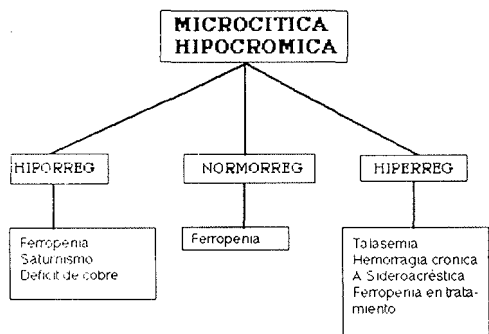 MICROCITICA
HIPOCROMICA
HIPORREG
NORMORREG
HIPERREG
Ferropenia
Saturnismo
Deficit de cobre
Ferropenia
Talasemia
Hemorragia cronica
A Sideroacréstica
Ferropenia en trata-
miento